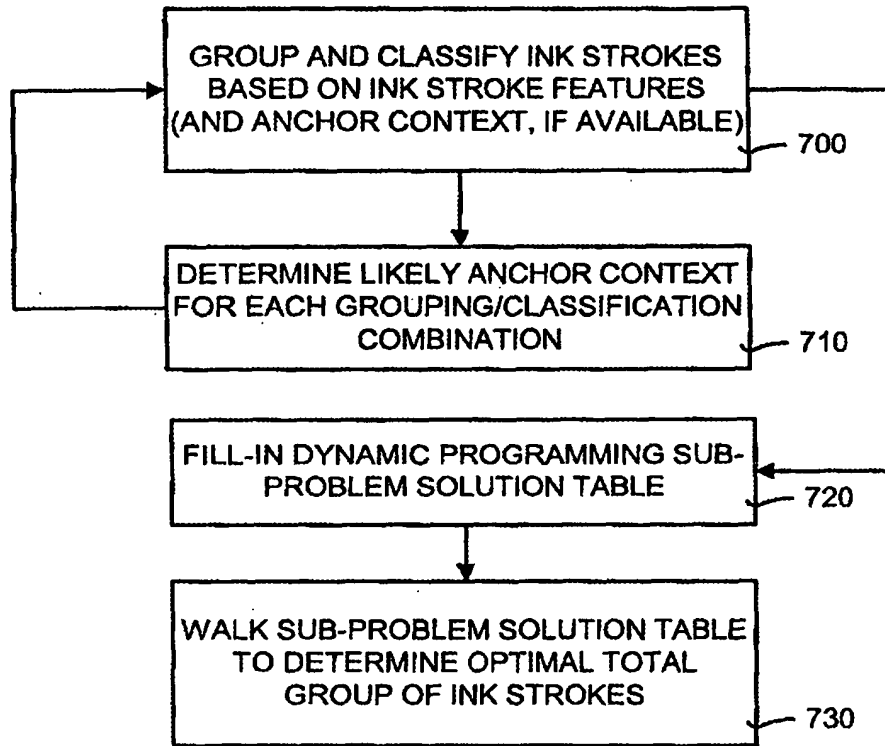 GROUP AND CLASSIFY INK STROKES
BASED ON INK STROKE FEATURES
(AND ANCHOR CONTEXT, IF AVAILABLE)
700
DETERMINE LIKELY ANCHOR CONTEXT
FOR EACH GROUPING/CLASSIFICATION
COMBINATION
710
FILL-IN DYNAMIC PROGRAMMING SUB-
PROBLEM SOLUTION TABLE
720
WALK SUB-PROBLEM SOLUTION TABLE
TO DETERMINE OPTIMAL TOTAL
GROUP OF INK STROKES
730